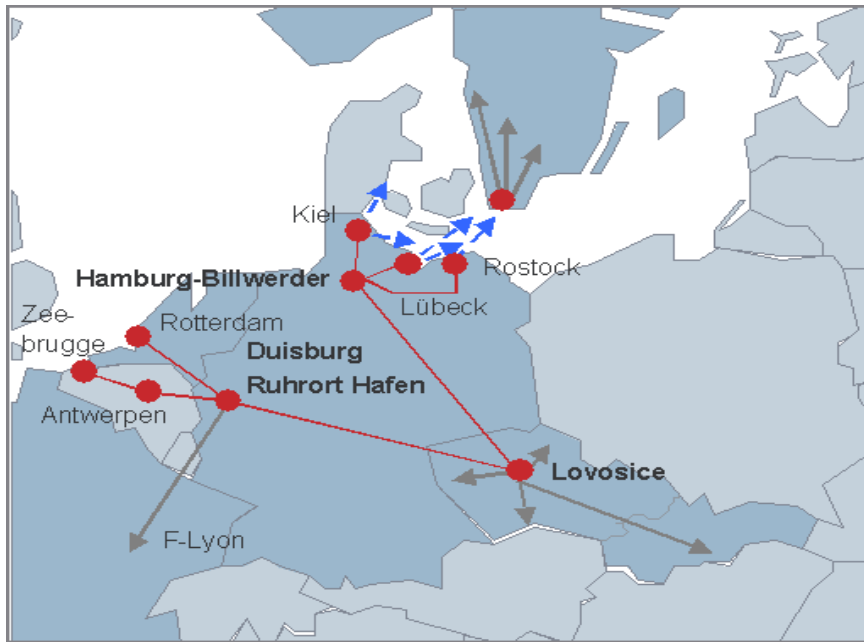 Kiel
Hamburg-Billwerder
Rostock
Lübeck
Zee-
brugge
Rotterdam
Duisburg
Ruhrort Hafen
Antwerpen
Lovosice
F-Lyon